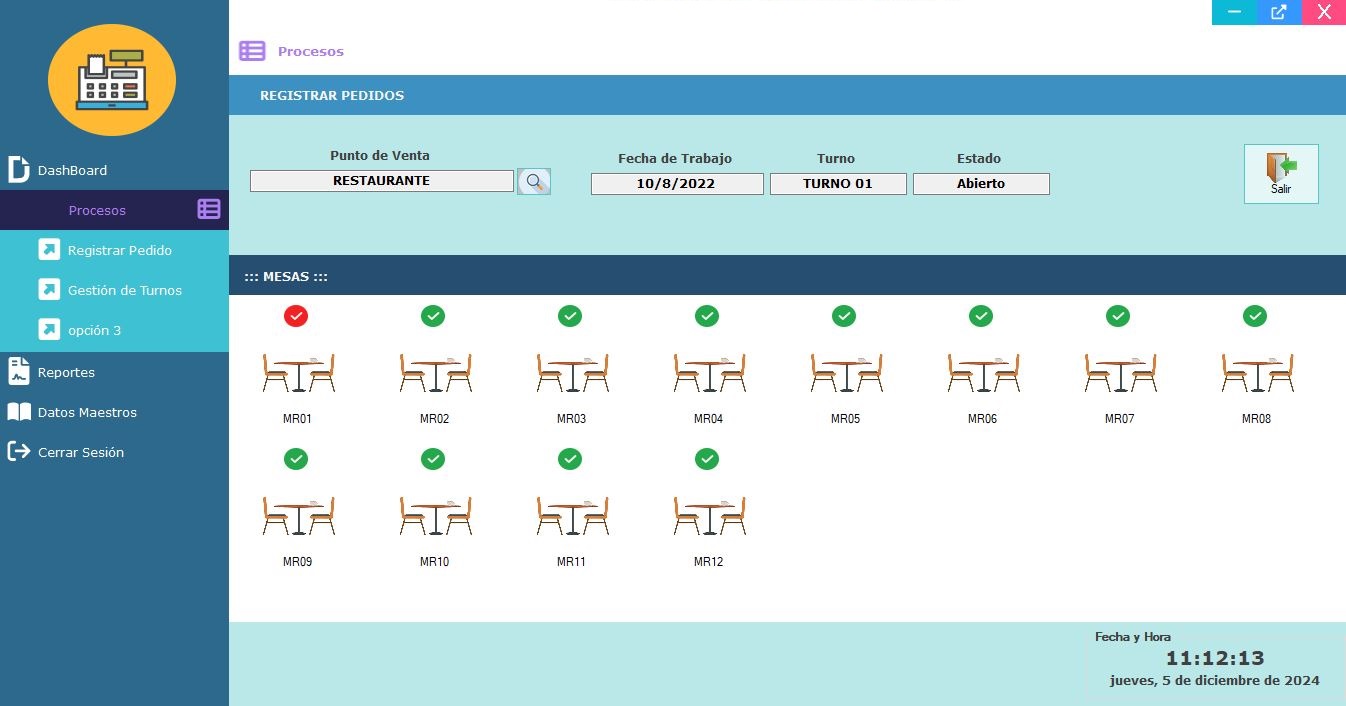 Procesos
REGISTRAR PEDIDOS
DashBoard
Procesos
Registrar Pedido
Gestión de Turnos
opción 3
Reportes
Datos Maestros
Cerrar Sesión
Punto de Venta
RESTAURANTE
Fecha de Trabajo
10/8/2022
Turno
TURNO 01
Estado
Abierto
Salir
::: MESAS :::
MR01 MR02 MR03 MR04 MR05 MR06 MR07 MR08
MR09 MR10 MR11 MR12
Fecha y Hora
11:12:13
jueves, 5 de diciembre de 2024